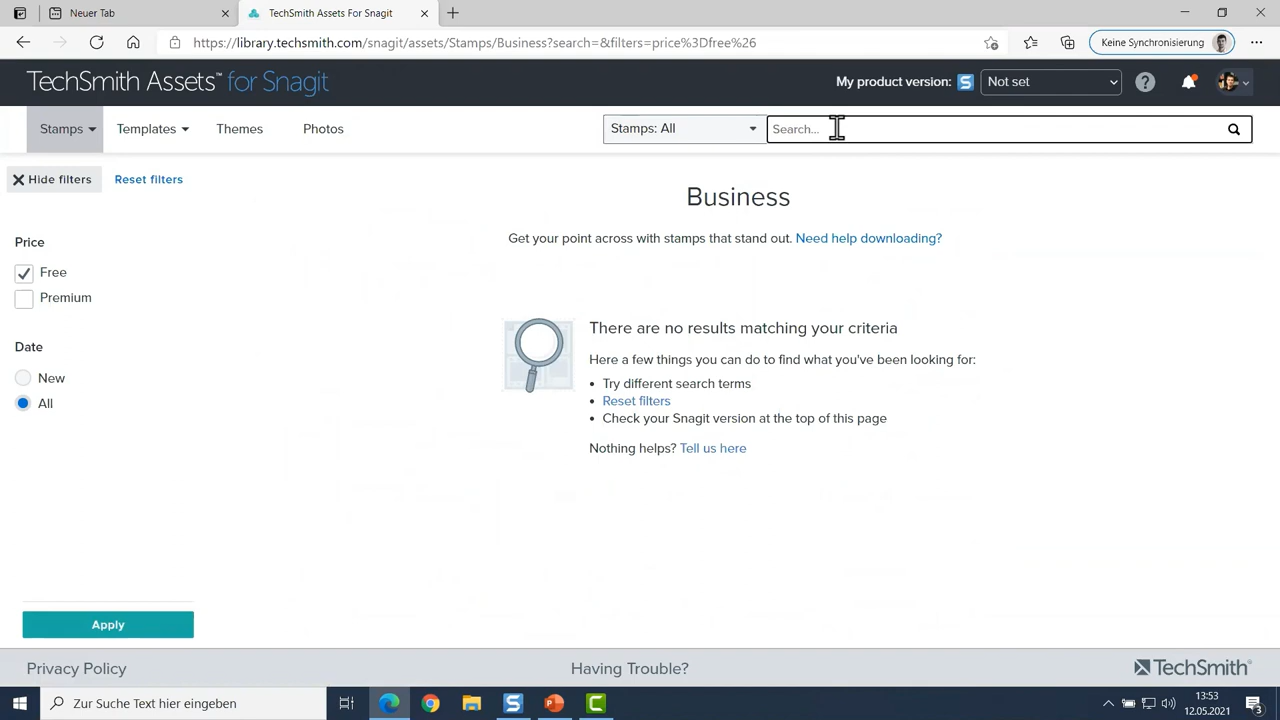 Neuer Tab
TechSmith Assets For Snagit
https://library.techsmith.com/snagit/assets/Stamps/Business?search=&filters=price%3Dfree%26
Keine Synchronisierung
TechSmith Assets™ for Snagit
My product version:
S
Not set
?
Stamps
Templates
Themes
Photos
Stamps: All
Search...
Hide filters
Reset filters
Business
Get your point across with stamps that stand out. Need help downloading?
Price
Free
Premium
Date
New
All
There are no results matching your criteria
Here a few things you can do to find what you've been looking for:
• Try different search terms
• Reset filters
• Check your Snagit version at the top of this page
Nothing helps? Tell us here
Apply
Privacy Policy
Having Trouble?
TechSmith®
Zur Suche Text hier eingeben
S
P
C
13:53
12.05.2021
3